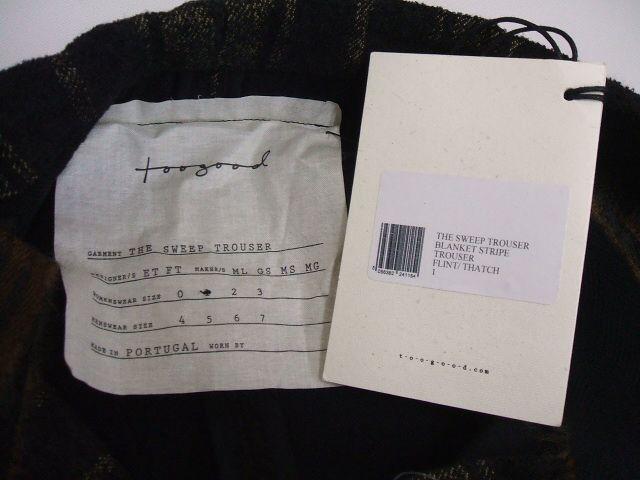 toogood
GARMENT THE SWEEP TROUSER
DESIGNER/S ET FT MAKER/S ML GS MS MG
WOMENSWEAR SIZE 0 2 3
MENSWEAR SIZE 4 5 6 7
MADE IN PORTUGAL WORN BY
THE SWEEP TROUSER
BLANKET STRIPE
TROUSER
FLINT/ THATCH
1
t-o-o-g-o-o-d.com